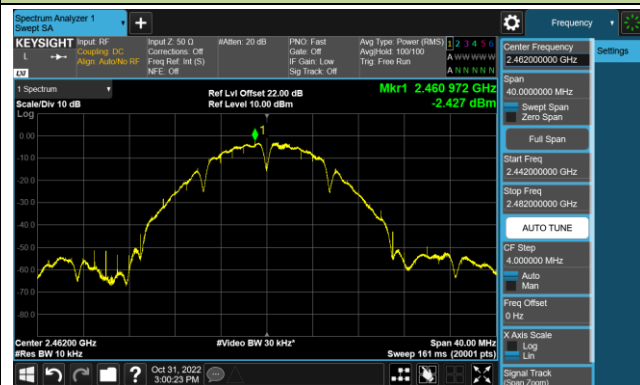 Spectrum Analyzer 1
Swept SA
Frequency
KEYSIGHT
L
LXI
Input: RF
Coupling: DC
Align: Auto/No RF
Input Z: 50 Ω
Corrections: Off
Freq Ref: Int (S)
NFE: Off
#Atten: 20 dB
PNO: Fast
Gate: Off
IF Gain: Low
Sig Track: Off
Avg Type: Power (RMS)
Avg|Hold: 100/100
Trig: Free Run
1 2 3 4 5 6
A W W W W W
A N N N N N
1 Spectrum
Scale/Div 10 dB
Log
Ref Lvl Offset 22.00 dB
Ref Level 10.00 dBm
Mkr1 2.460 972 GHz
-2.427 dBm
1
0.00
-10.0
-20.0
-30.0
-40.0
-50.0
-60.0
-70.0
-80.0
Center 2.46200 GHz
#Res BW 10 kHz
#Video BW 30 kHz*
Span 40.00 MHz
Sweep 161 ms (20001 pts)
Oct 31, 2022
3:00:23 PM
Center Frequency
2.462000000 GHz
Settings
Span
40.0000000 MHz
Swept Span
Zero Span
Full Span
Start Freq
2.442000000 GHz
Stop Freq
2.482000000 GHz
AUTO TUNE
CF Step
4.000000 MHz
Auto
Man
Freq Offset
0 Hz
X Axis Scale
Log
Lin
Signal Track
(Span Zoom)